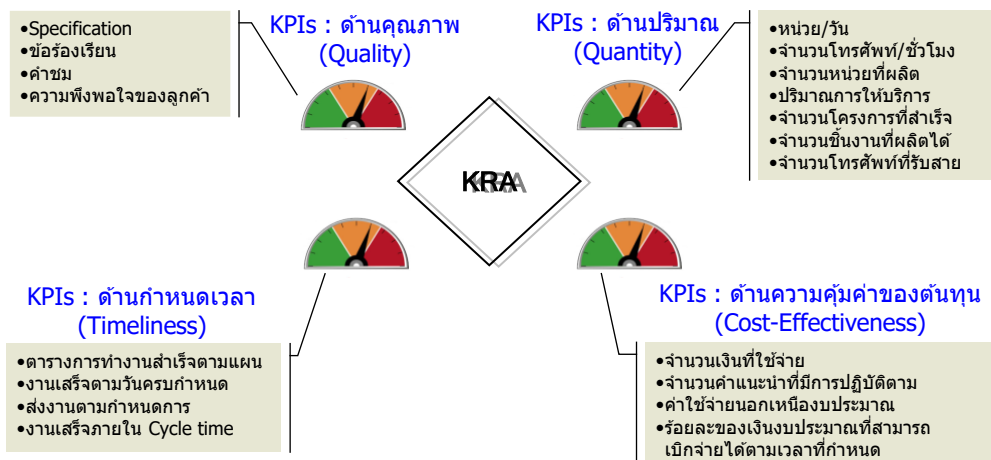 •Specification
•ข้อร้องเรียน
•คำชม
•ความพึงพอใจของลูกค้า
KPIs : ด้านคุณภาพ
(Quality)
KPIs : ด้านปริมาณ
(Quantity)
•หน่วย/วัน
•จำนวนโทรศัพท์/ชั่วโมง
•จำนวนหน่วยที่ผลิต
•ปริมาณการให้บริการ
•จำนวนโครงการที่สำเร็จ
•จำนวนชิ้นงานที่ผลิตได้
•จำนวนโทรศัพท์ที่รับสาย
KRA
KPIs : ด้านกำหนดเวลา
(Timeliness)
•ตารางการทำงานสำเร็จตามแผน
•งานเสร็จตามวันครบกำหนด
•ส่งงานตามกำหนดการ
•งานเสร็จภายใน Cycle time
KPIs : ด้านความคุ้มค่าของต้นทุน
(Cost-Effectiveness)
•จำนวนเงินที่ใช้จ่าย
•จำนวนคำแนะนำที่มีการปฏิบัติตาม
•ค่าใช้จ่ายนอกเหนืองบประมาณ
•ร้อยละของเงินงบประมาณที่สามารถ
เบิกจ่ายได้ตามเวลาที่กำหนด